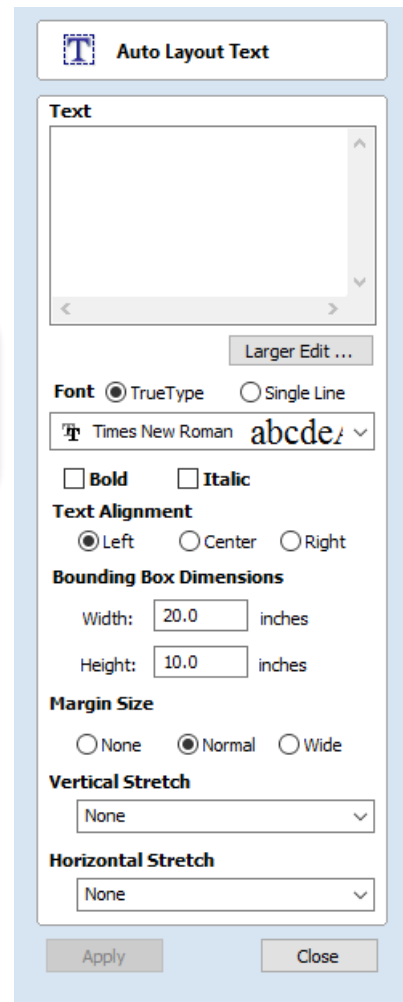 Auto Layout Text
Text
Larger Edit ...
Font TrueType Single Line
Times New Roman abcde
Bold Italic
Text Alignment
Left Center Right
Bounding Box Dimensions
Width: 20.0 inches
Height: 10.0 inches
Margin Size
None Normal Wide
Vertical Stretch
None
Horizontal Stretch
None
Apply Close